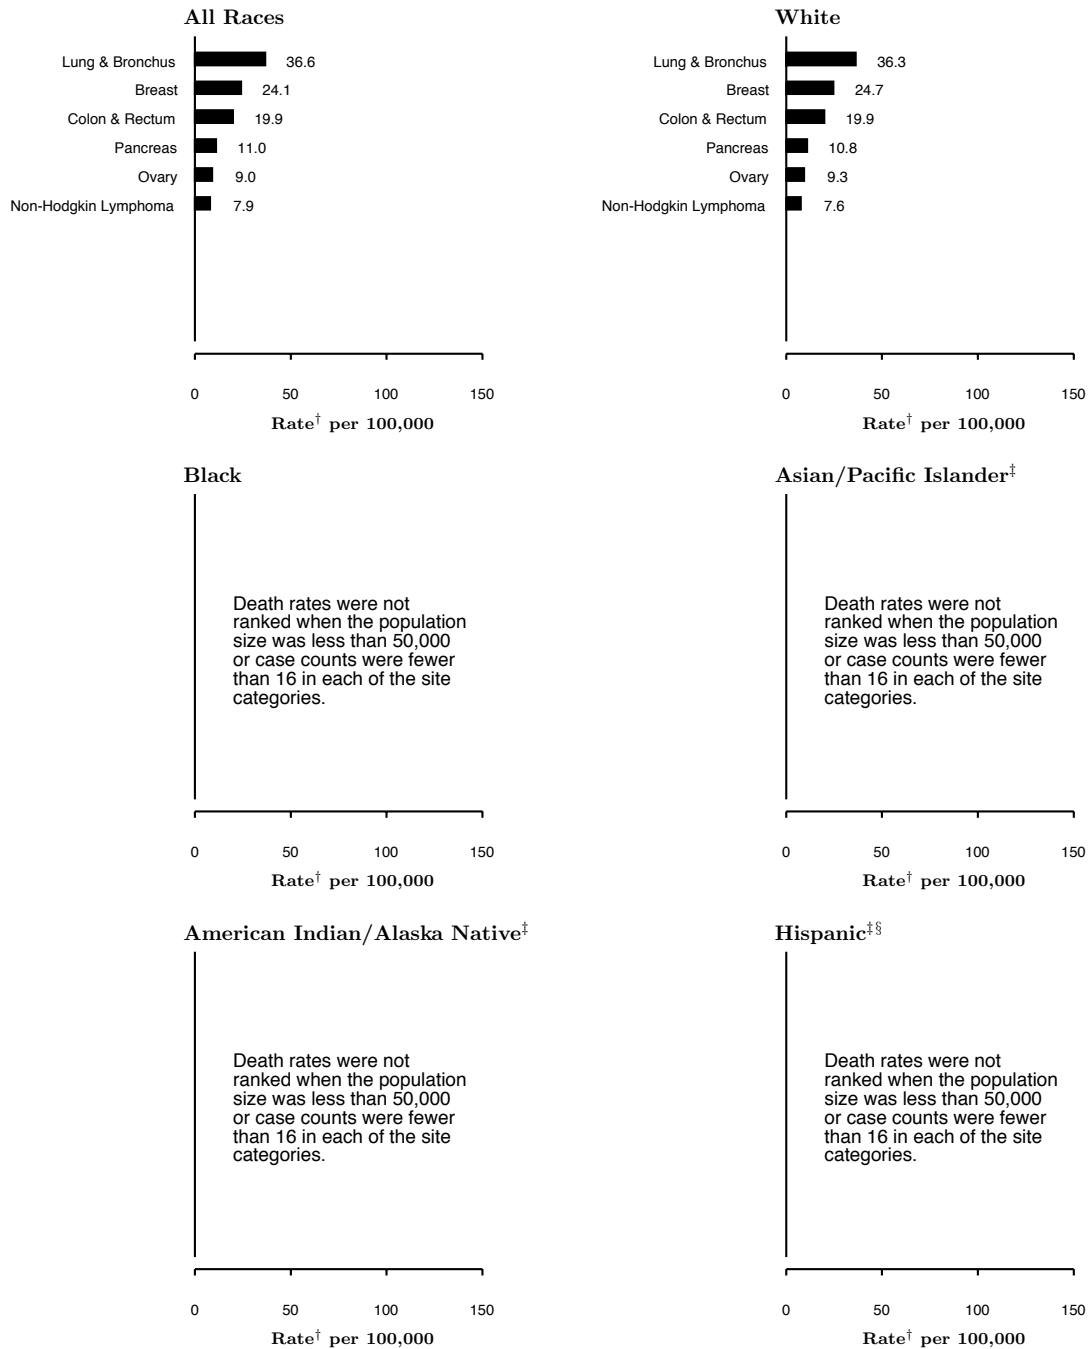 All Races
Lung & Bronchus 36.6
Breast 24.1
Colon & Rectum 19.9
Pancreas 11.0
Ovary 9.0
Non-Hodgkin Lymphoma 7.9
0 50 100 150
Rate† per 100,000
White
Lung & Bronchus 36.3
Breast 24.7
Colon & Rectum 19.9
Pancreas 10.8
Ovary 9.3
Non-Hodgkin Lymphoma 7.6
0 50 100 150
Rate† per 100,000
Black
Death rates were not
ranked when the population
size was less than 50,000
or case counts were fewer
than 16 in each of the site
categories.
0 50 100 150
Rate† per 100,000
Asian/Pacific Islander‡
Death rates were not
ranked when the population
size was less than 50,000
or case counts were fewer
than 16 in each of the site
categories.
0 50 100 150
Rate† per 100,000
American Indian/Alaska Native‡
Death rates were not
ranked when the population
size was less than 50,000
or case counts were fewer
than 16 in each of the site
categories.
0 50 100 150
Rate† per 100,000
Hispanic‡§
Death rates were not
ranked when the population
size was less than 50,000
or case counts were fewer
than 16 in each of the site
categories.
0 50 100 150
Rate† per 100,000